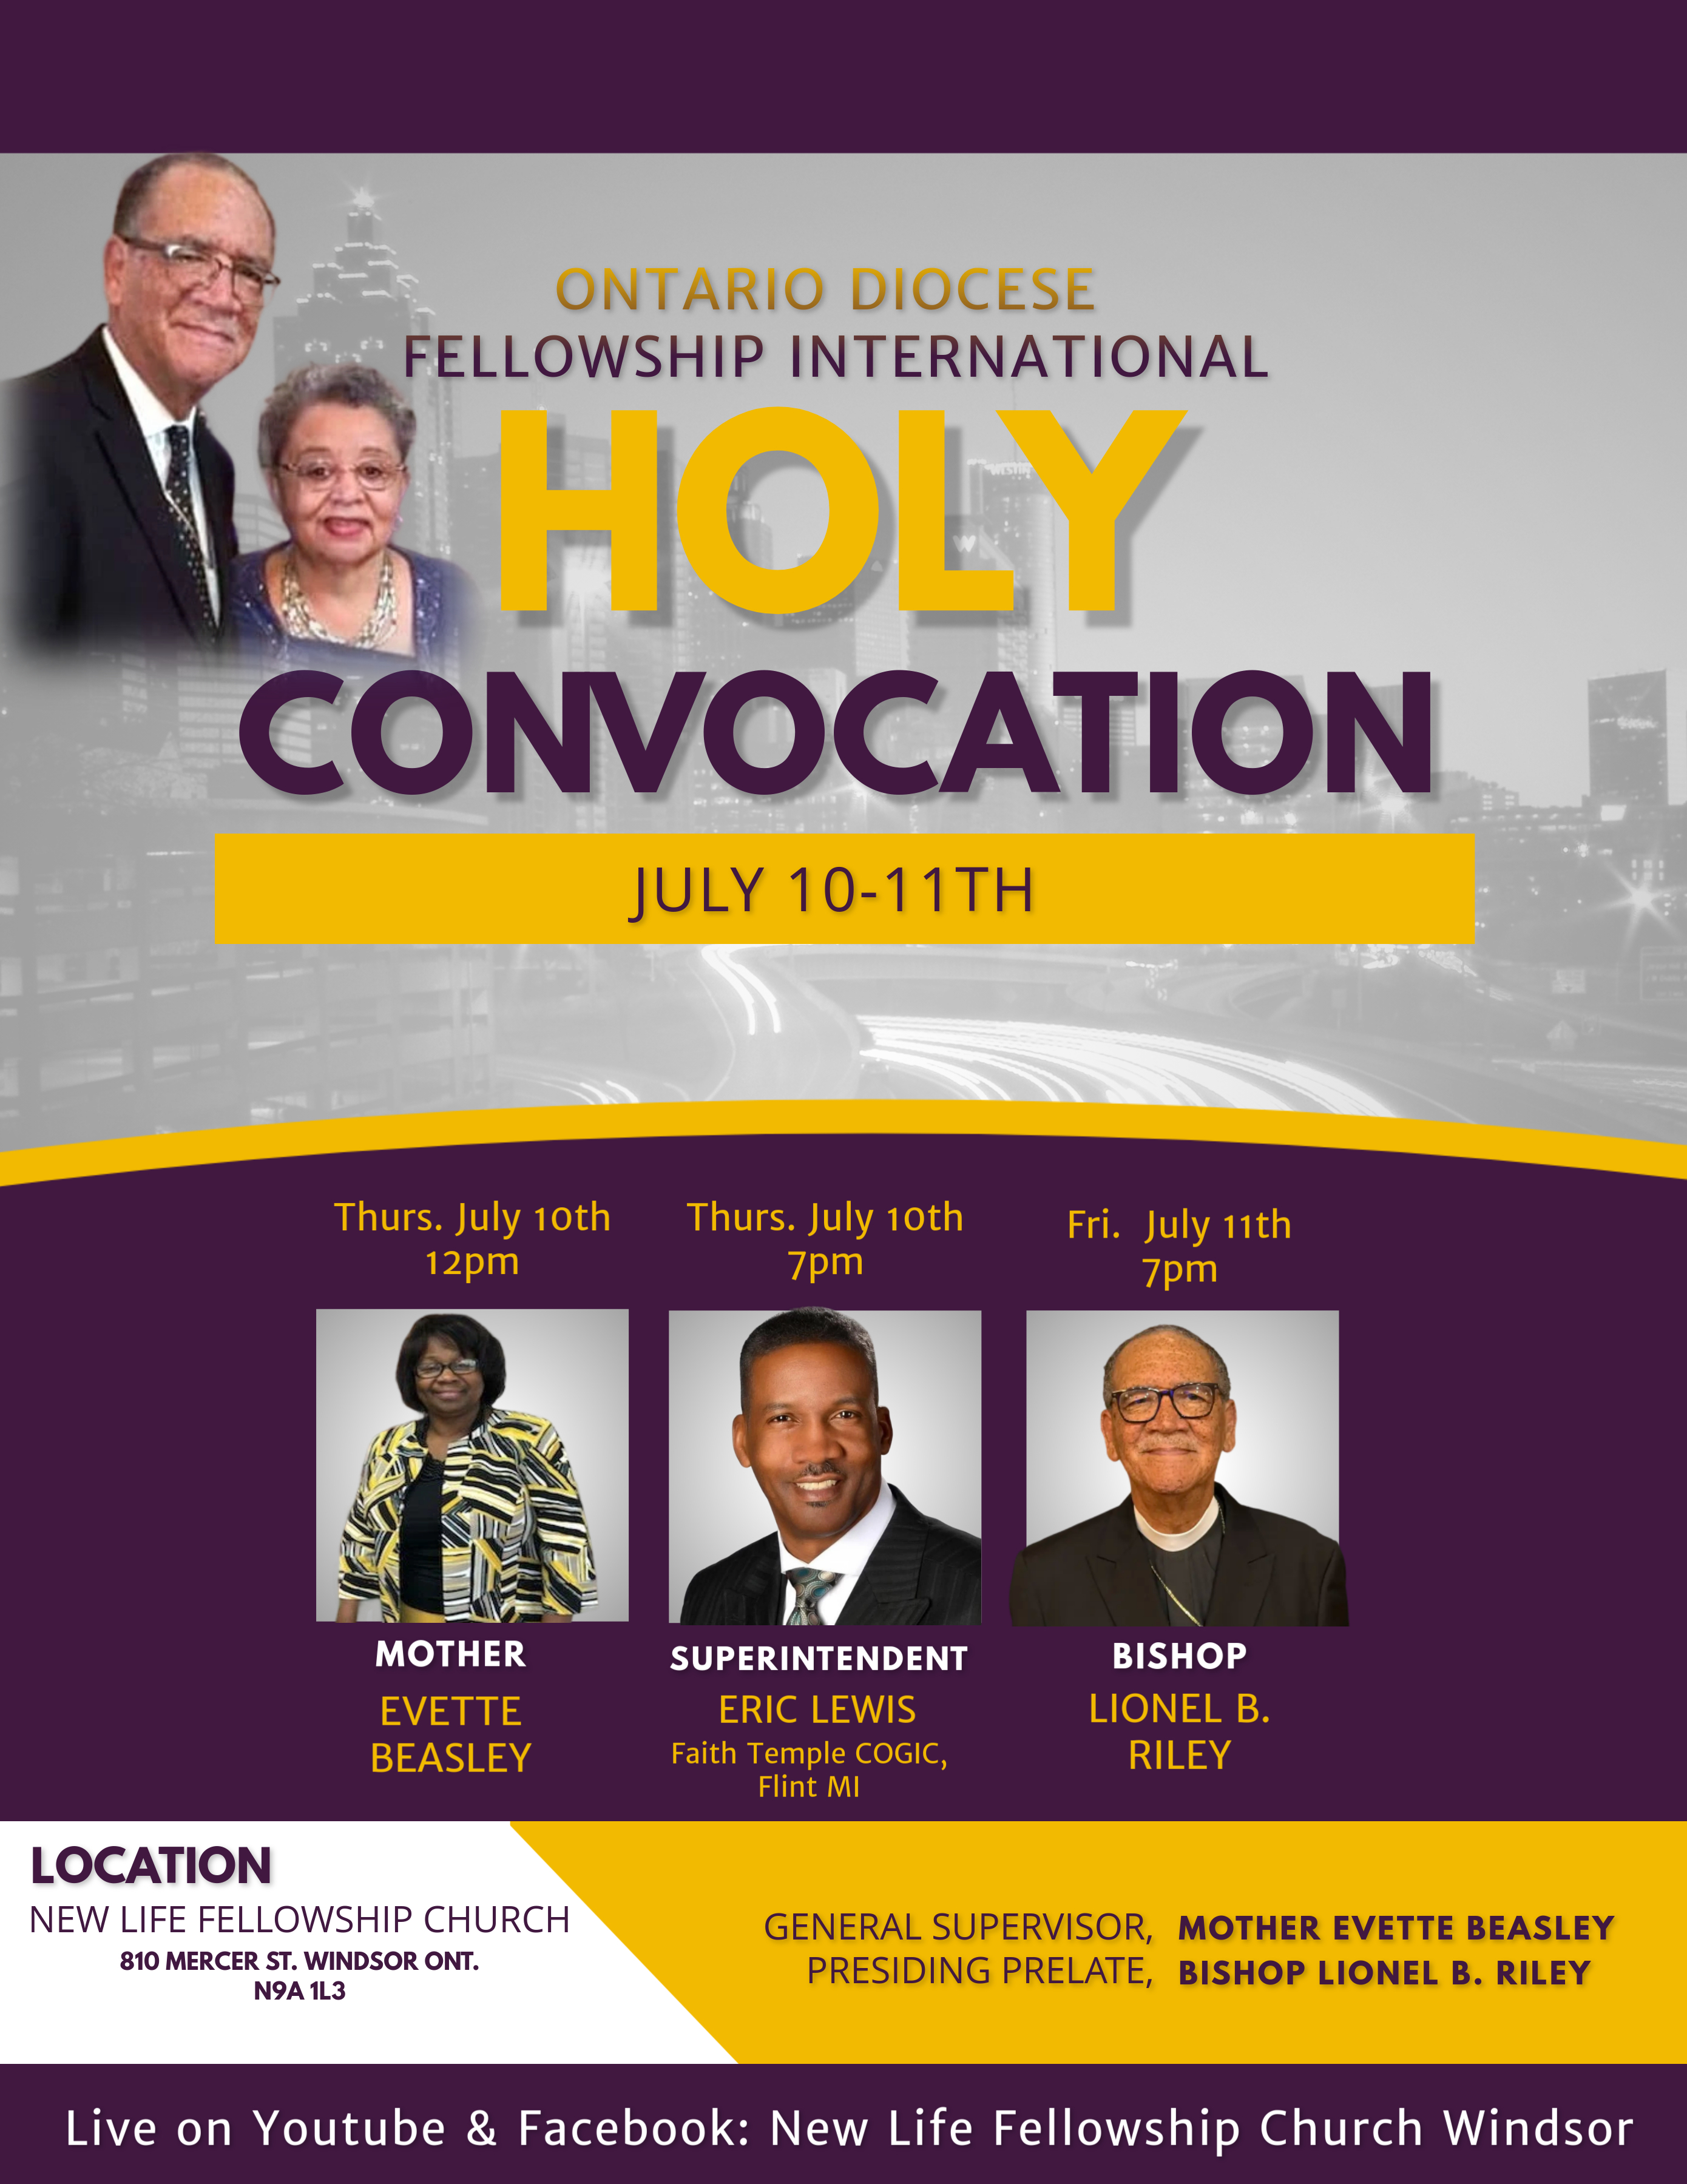 ONTARIO DIOCESE
FELLOWSHIP INTERNATIONAL
HOLY
CONVOCATION
JULY 10-11TH
Thurs. July 10th
12pm
Thurs. July 10th
7pm
Fri. July 11th
7pm
MOTHER
EVETTE
BEASLEY
SUPERINTENDENT
ERIC LEWIS
Faith Temple COGIC,
Flint MI
BISHOP
LIONEL B.
RILEY
LOCATION
NEW LIFE FELLOWSHIP CHURCH
810 MERCER ST. WINDSOR ONT.
N9A 1L3
GENERAL SUPERVISOR, MOTHER EVETTE BEASLEY
PRESIDING PRELATE, BISHOP LIONEL B. RILEY
Live on Youtube & Facebook: New Life Fellowship Church Windsor